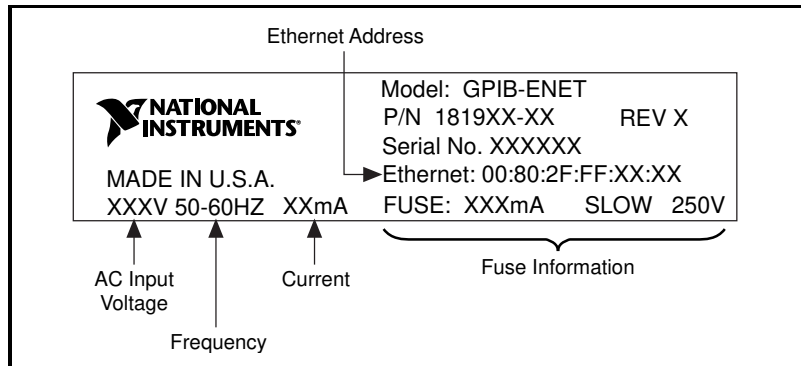 Ethernet Address
NATIONAL
INSTRUMENTS®
MADE IN U.S.A.
XXXV 50-60HZ XXmA
Model: GPIB-ENET
P/N 1819XX-XX REV X
Serial No. XXXXXX
Ethernet: 00:80:2F:FF:XX:XX
FUSE: XXXmA SLOW 250V
AC Input
Voltage
Frequency
Current
Fuse Information